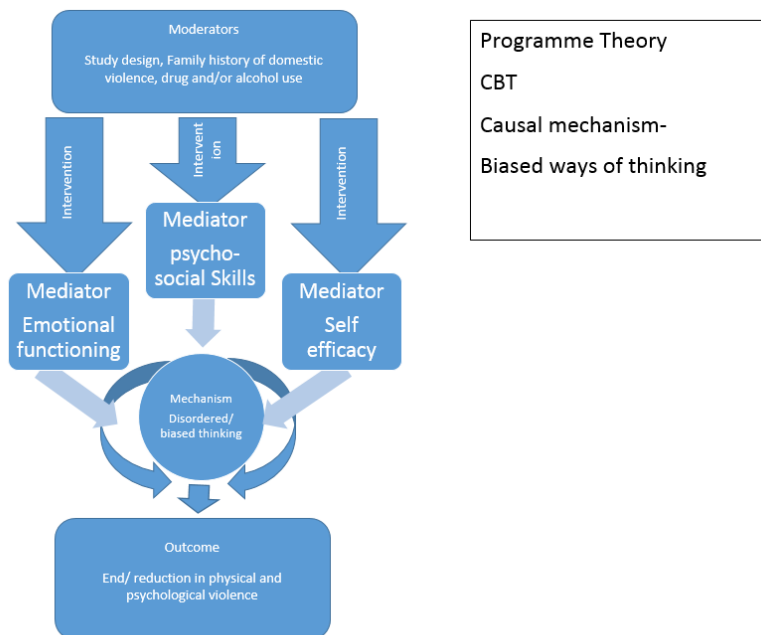 Moderators
Study design, Family history of domestic
violence, drug and/or alcohol use
Intervention
Intervent
ion
Intervention
Mediator
psycho-
social Skills
Mediator
Emotional
functioning
Mediator
Self
efficacy
Mechanism
Disordered/
biased thinking
Outcome
End/ reduction in physical and
psychological violence
Programme Theory
CBT
Causal mechanism-
Biased ways of thinking